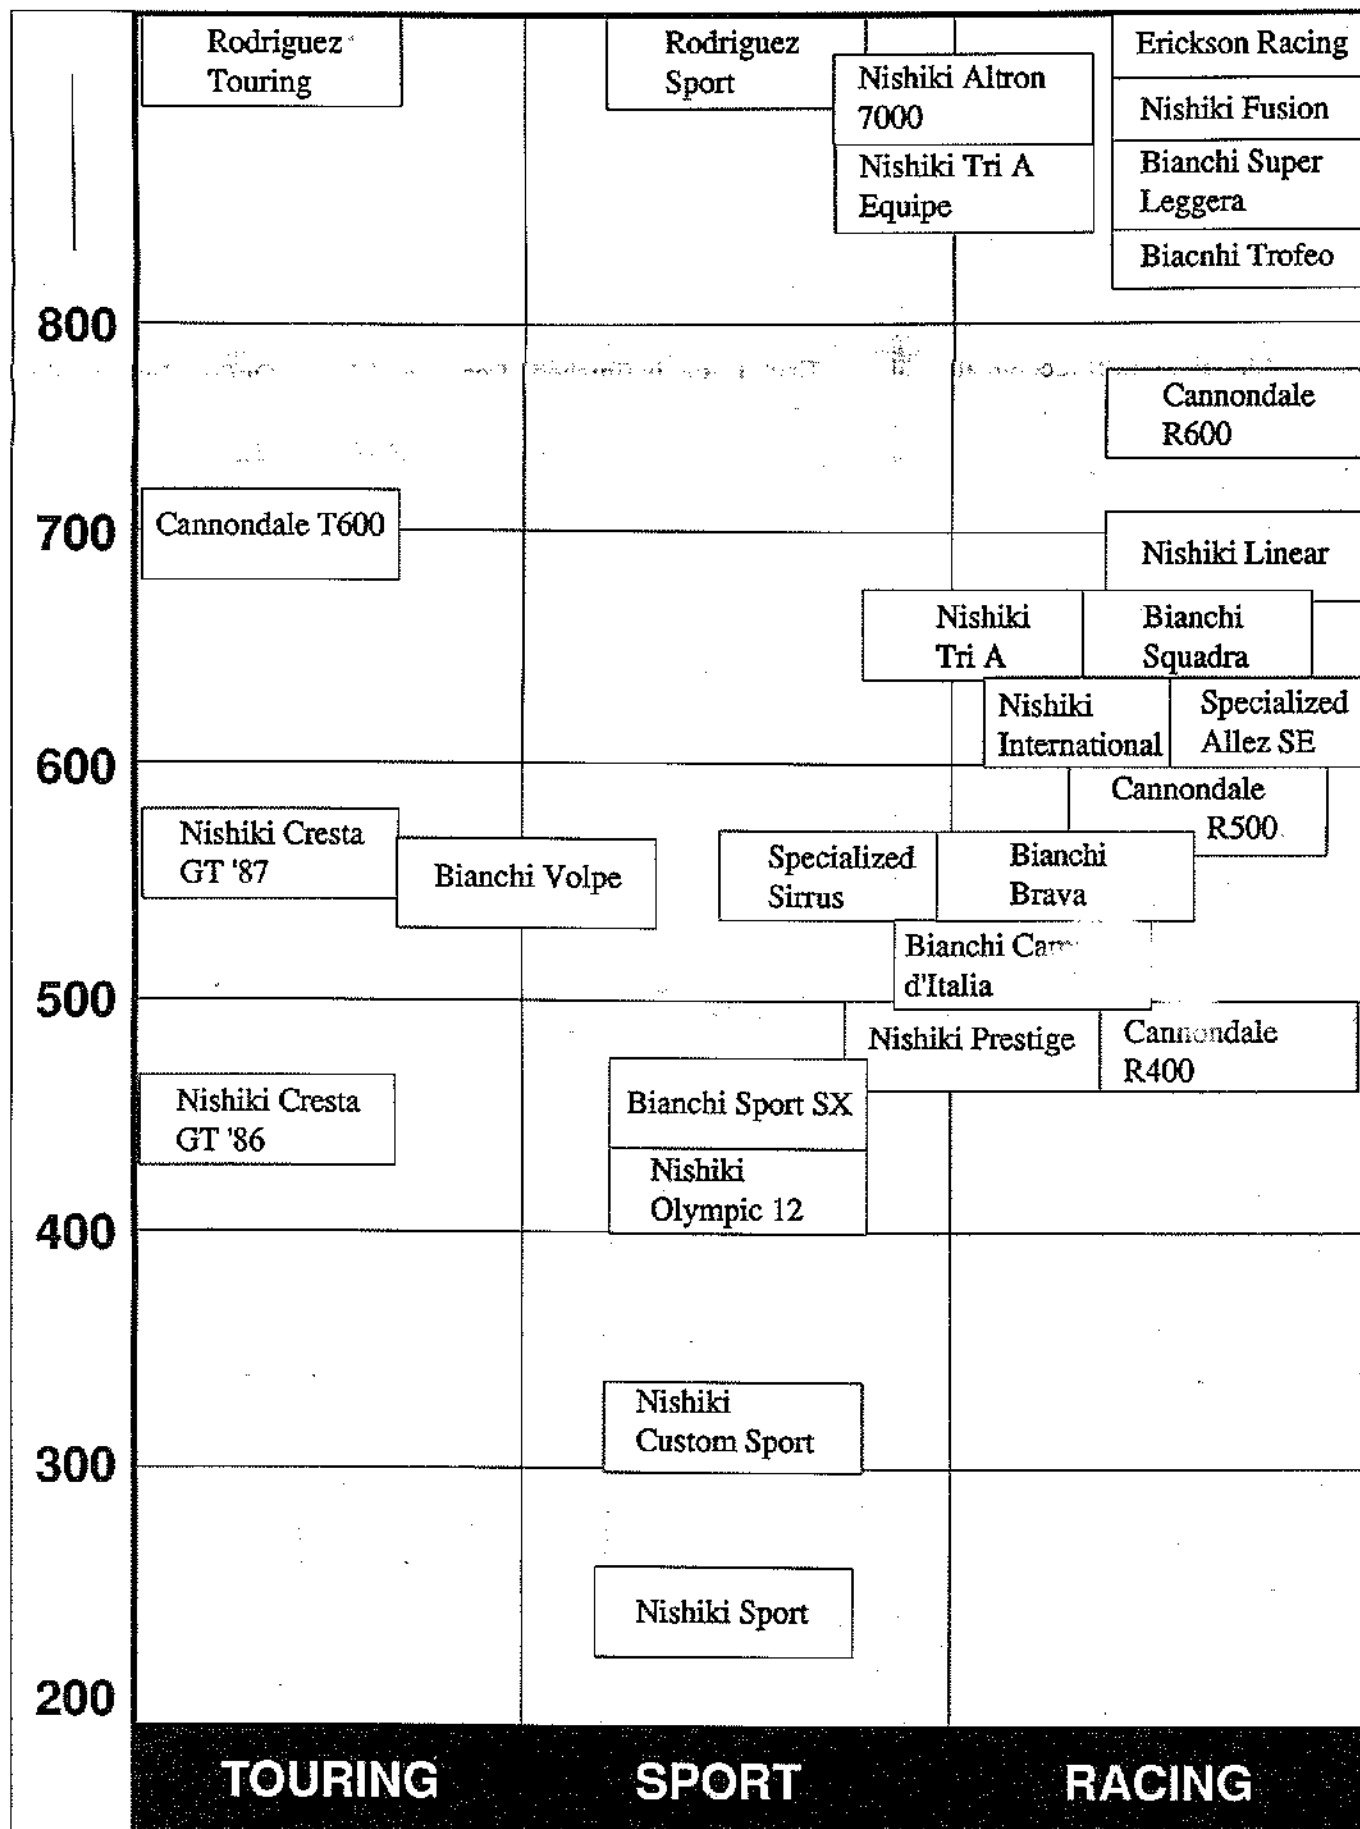 Rodriguez
Touring
Rodriguez
Sport
Nishiki Altron
7000
Nishiki Tri A
Equipe
Erickson Racing
Nishiki Fusion
Bianchi Super
Leggera
Biacnhi Trofeo
800
Cannondale
R600
700
Cannondale T600
Nishiki Linear
Nishiki
Tri A
Bianchi
Squadra
Nishiki
International
Specialized
Allez SE
600
Cannondale
R500
Nishiki Cresta
GT '87
Bianchi Volpe
Specialized
Sirrus
Bianchi
Brava
Bianchi
d'Italia
500
Nishiki Prestige
Cannondale
R400
Nishiki Cresta
GT '86
Bianchi Sport SX
Nishiki
Olympic 12
400
Nishiki
Custom Sport
300
Nishiki Sport
200
TOURING
SPORT
RACING